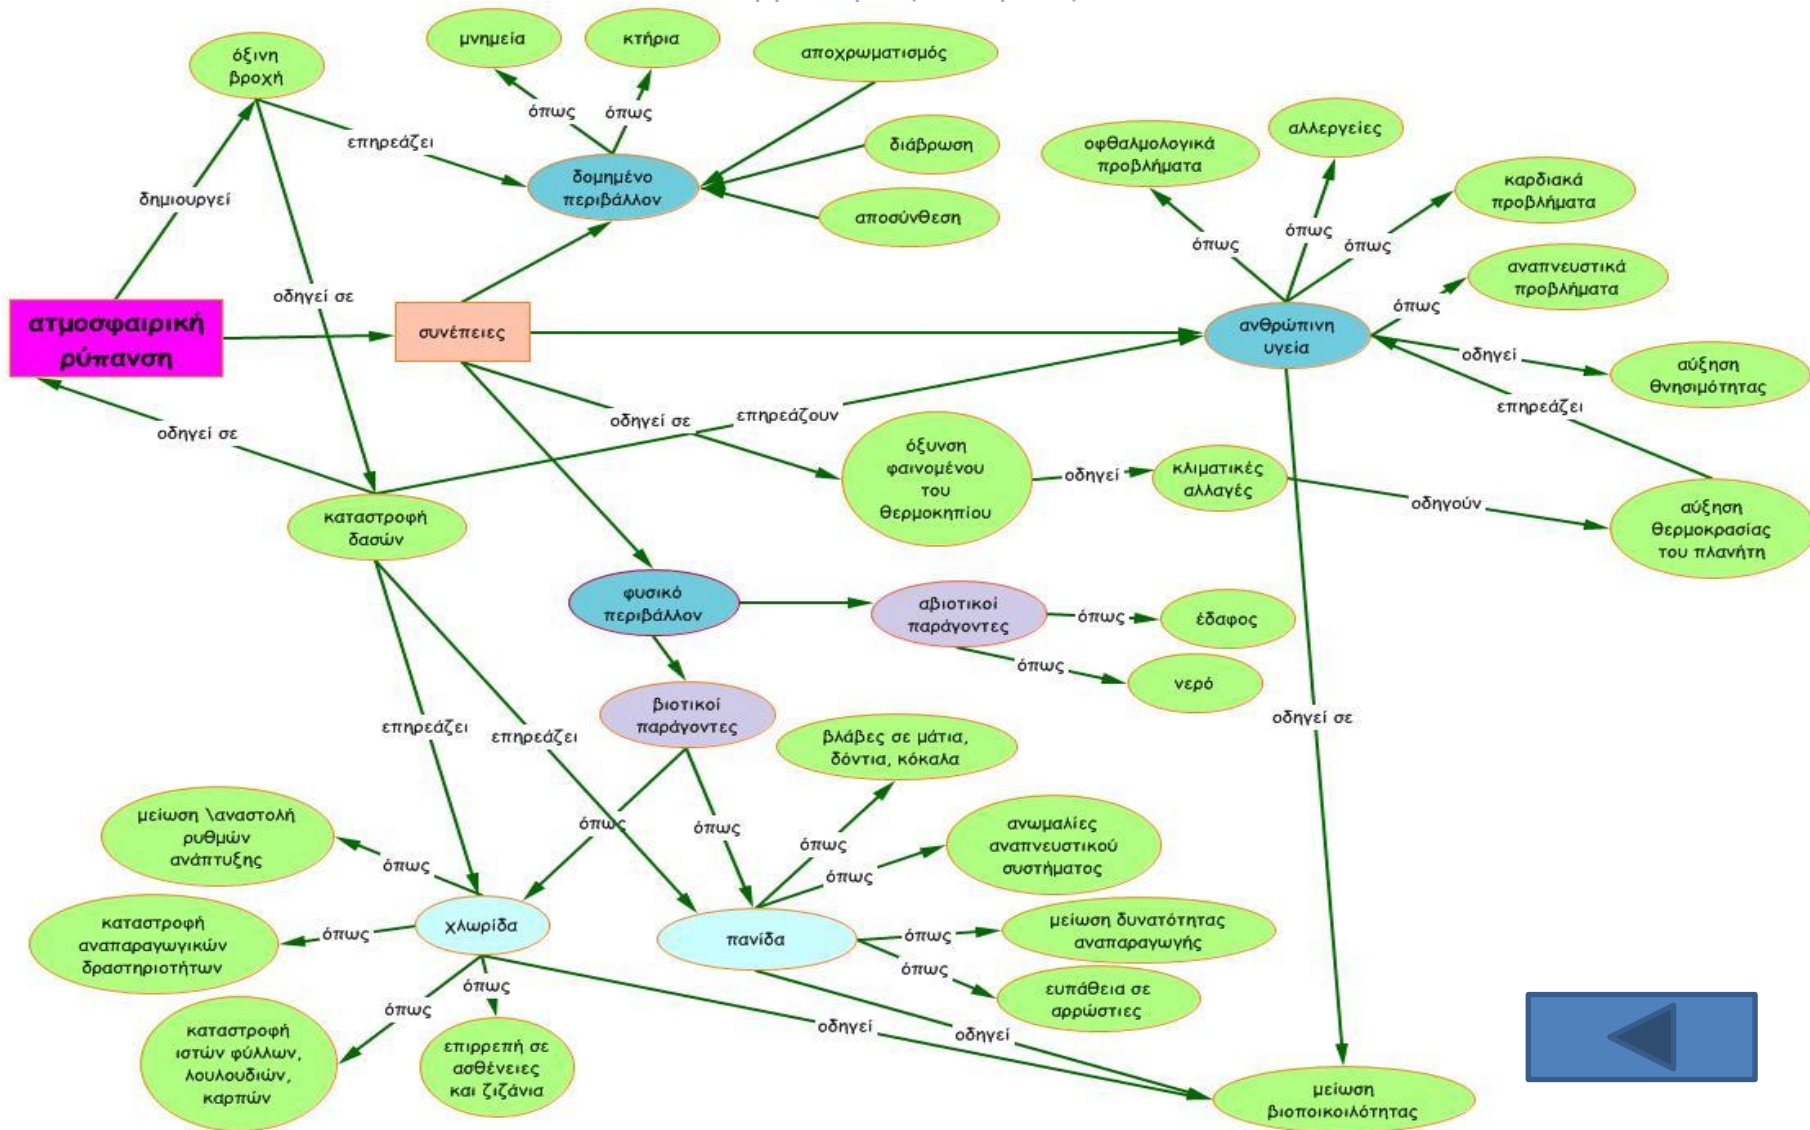 όξινη
βροχή
μνημεία
κτήρια
αποχρωματισμός
όπως
όπως
επηρεάζει
διάβρωση
αλλεργείες
οφθαλμολογικά
προβλήματα
δομημένο
περιβάλλον
καρδιακά
προβλήματα
δημιουργεί
αποσύνθεση
όπως
όπως
όπως
αναπνευστικά
προβλήματα
οδηγεί σε
όπως
ατμοσφαιρική
ρύπανση
συνέπειες
ανθρώπινη
υγεία
οδηγεί
αύξηση
θνησιμότητας
επηρεάζει
οδηγεί σε
οδηγεί σε
επηρεάζουν
όξυνση
φαινομένου
του
θερμοκηπίου
οδηγεί
κλιματικές
αλλαγές
οδηγούν
αύξηση
θερμοκρασίας
του πλανήτη
καταστροφή
δασών
φυσικό
περιβάλλον
αβιοτικοί
παράγοντες
όπως
έδαφος
όπως
νερό
βιοτικοί
παράγοντες
οδηγεί σε
επηρεάζει
επηρεάζει
βλάβες σε μάτια,
δόντια, κόκαλα
μείωση \αναστολή
ρυθμών
ανάπτυξης
όπως
όπως
όπως
όπως
ανωμαλίες
αναπνευστικού
συστήματος
όπως
καταστροφή
αναπαραγωγικών
δραστηριοτήτων
όπως
χλωρίδα
πανίδα
όπως
μείωση δυνατότητας
αναπαραγωγής
όπως
όπως
όπως
ευπάθεια σε
αρρώστιες
καταστροφή
ιστών φύλλων,
λουλουδιών,
καρπών
επιρρεπή σε
ασθένειες
και ζιζάνια
οδηγεί
οδηγεί
μείωση
βιοποικοιλότητας